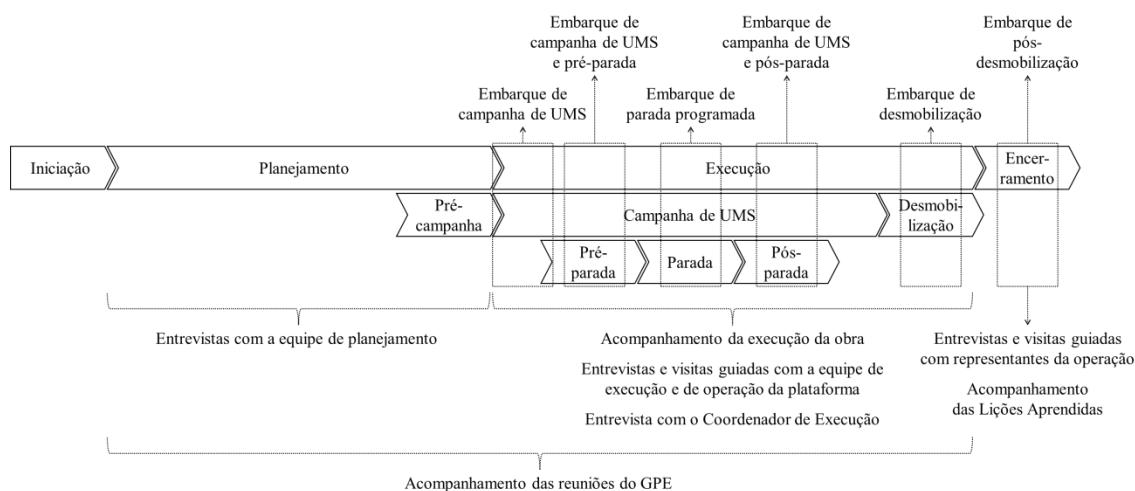 Embarque de
campanha de UMS
e pré-parada
Embarque de
campanha de UMS
e pós-parada
Embarque de
pós-
desmobilização
Embarque de
campanha de UMS
Embarque de
parada programada
Embarque de
desmobilização
Iniciação
Planejamento
Execução
Encer-
ramento
Pré-
campanha
Campanha de UMS
Desmobi-
lização
Pré-
parada
Parada
Pós-
parada
Entrevistas com a equipe de planejamento
Acompanhamento da execução da obra
Entrevistas e visitas guiadas com a equipe de
execução e de operação da plataforma
Entrevista com o Coordenador de Execução
Entrevistas e visitas guiadas
com representantes da operação
Acompanhamento
das Lições Aprendidas
Acompanhamento das reuniões do GPE